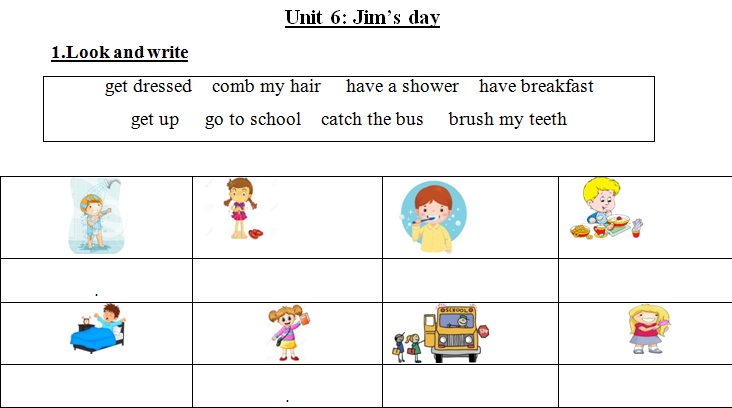 Unit 6: Jim's day
1.Look and write
get dressed comb my hair have a shower have breakfast
get up go to school catch the bus brush my teeth
.
SCHOOL
.